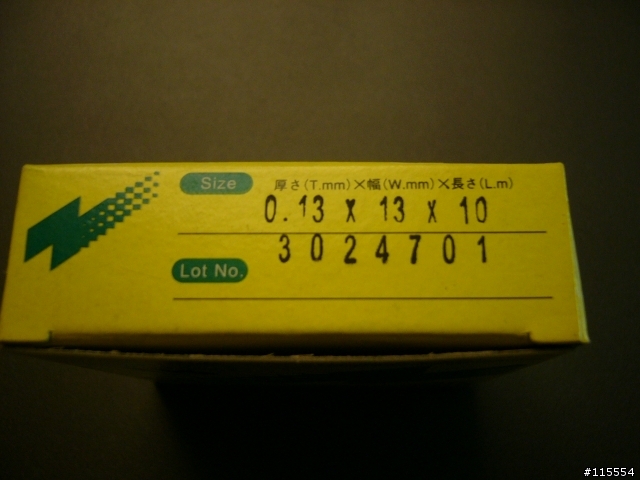 Size 厚さ(T.mm)×幅(W.mm)×長さ(L.m)
0.13 x 13 x 10
Lot No. 3024701
#115554